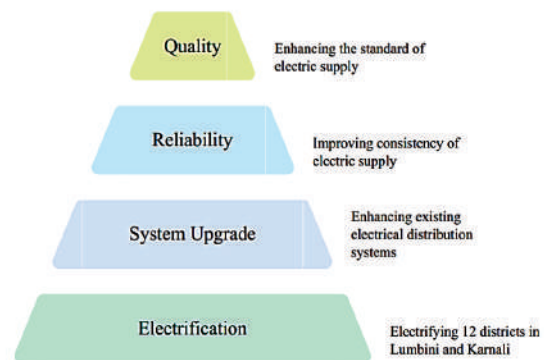 Quality
Enhancing the standard of
electric supply
Reliability
Improving consistency of
electric supply
System Upgrade
Enhancing existing
electrical distribution
systems
Electrification
Electrifying 12 districts in
Lumbini and Karnali